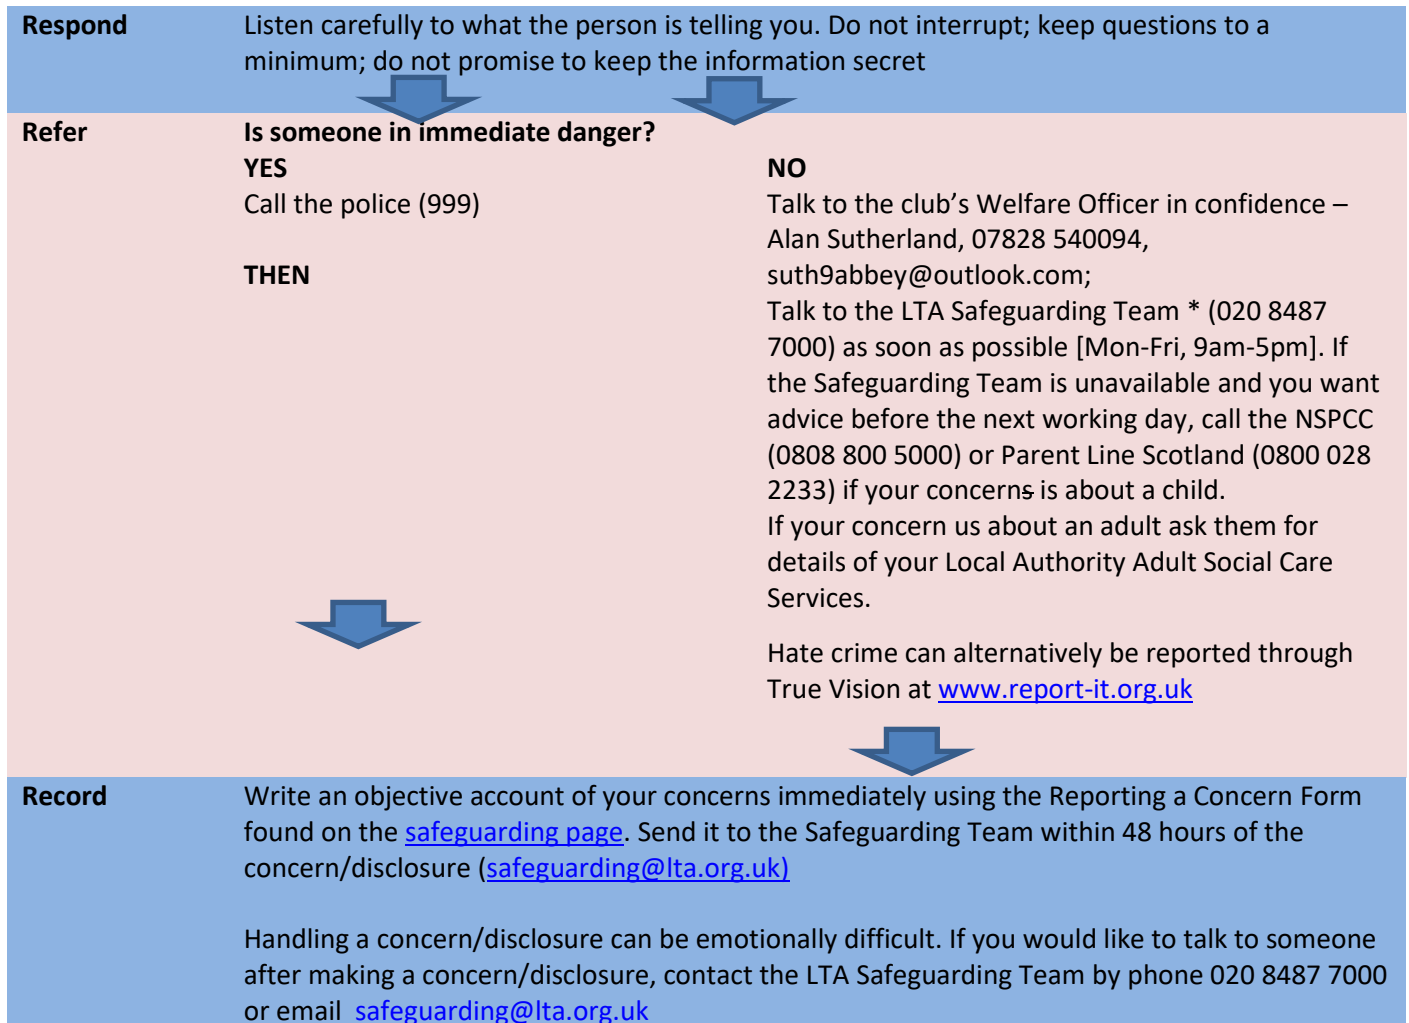 Respond
Listen carefully to what the person is telling you. Do not interrupt; keep questions to a
minimum; do not promise to keep the information secret
Refer
Is someone in immediate danger?
YES
Call the police (999)
THEN
NO
Talk to the club’s Welfare Officer in confidence –
Alan Sutherland, 07828 540094,
suth9abbey@outlook.com;
Talk to the LTA Safeguarding Team * (020 8487
7000) as soon as possible [Mon-Fri, 9am-5pm]. If
the Safeguarding Team is unavailable and you want
advice before the next working day, call the NSPCC
(0808 800 5000) or Parent Line Scotland (0800 028
2233) if your concerns is about a child.
If your concern us about an adult ask them for
details of your Local Authority Adult Social Care
Services.
Hate crime can alternatively be reported through
True Vision at www.report-it.org.uk
Record
Write an objective account of your concerns immediately using the Reporting a Concern Form
found on the safeguarding page. Send it to the Safeguarding Team within 48 hours of the
concern/disclosure (safeguarding@lta.org.uk)
Handling a concern/disclosure can be emotionally difficult. If you would like to talk to someone
after making a concern/disclosure, contact the LTA Safeguarding Team by phone 020 8487 7000
or email safeguarding@lta.org.uk